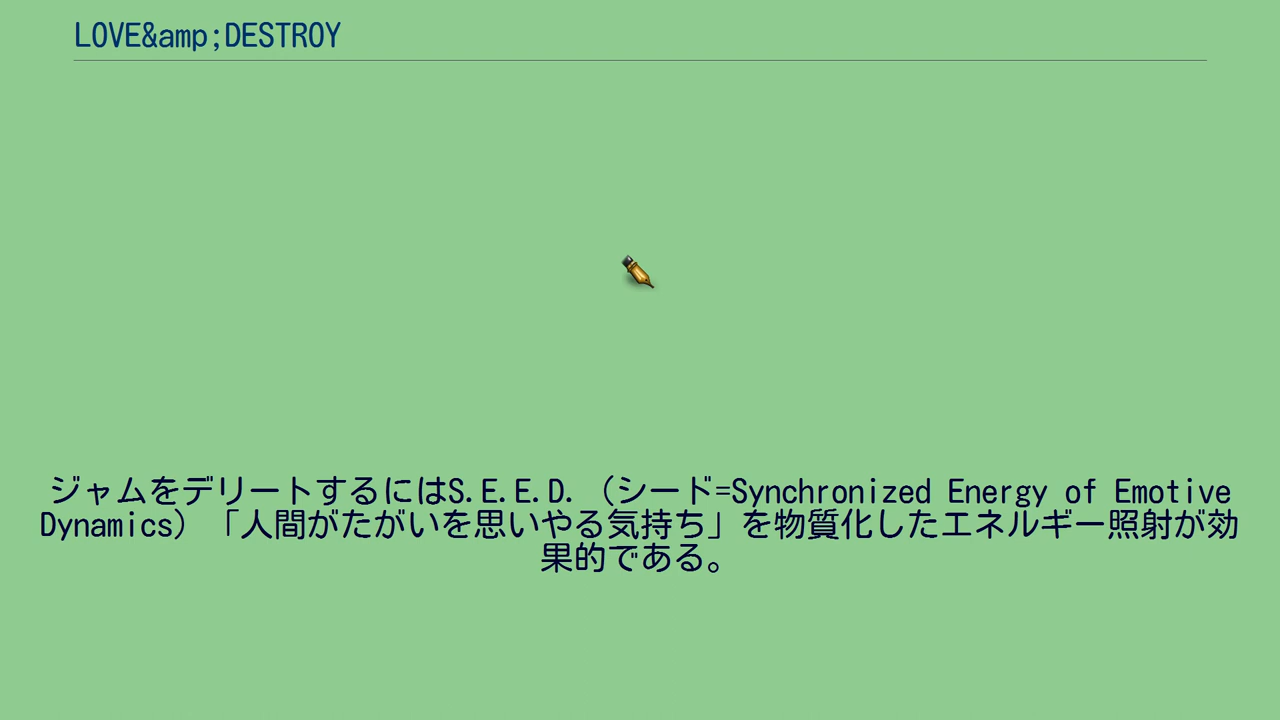 LOVE&amp;DESTROY
ジャムをデリートするにはS.E.E.D.（シード=Synchronized Energy of Emotive
Dynamics）「人間がたがいを思いやる気持ち」を物質化したエネルギー照射が効
果的である。